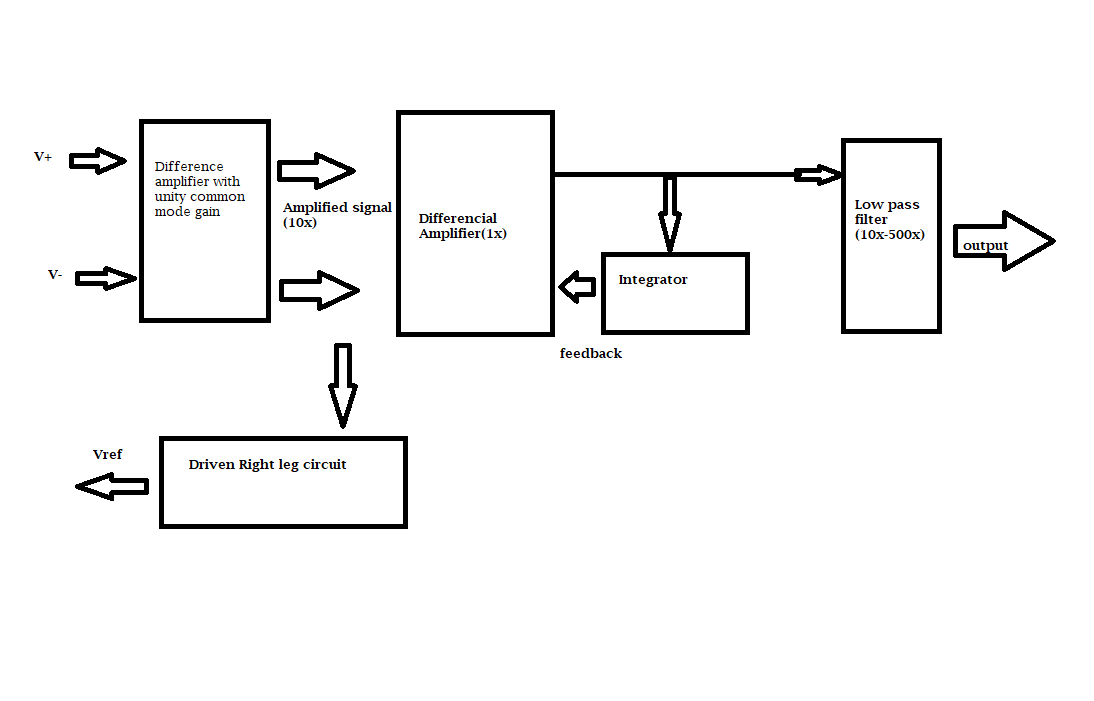 V+
Difference
amplifier with
unity common
mode gain
V-
Amplified signal
(10x)
Differencial
Amplifier(1x)
Integrator
feedback
Low pass
filter
(10x-500x)
output
Vref
Driven Right leg circuit